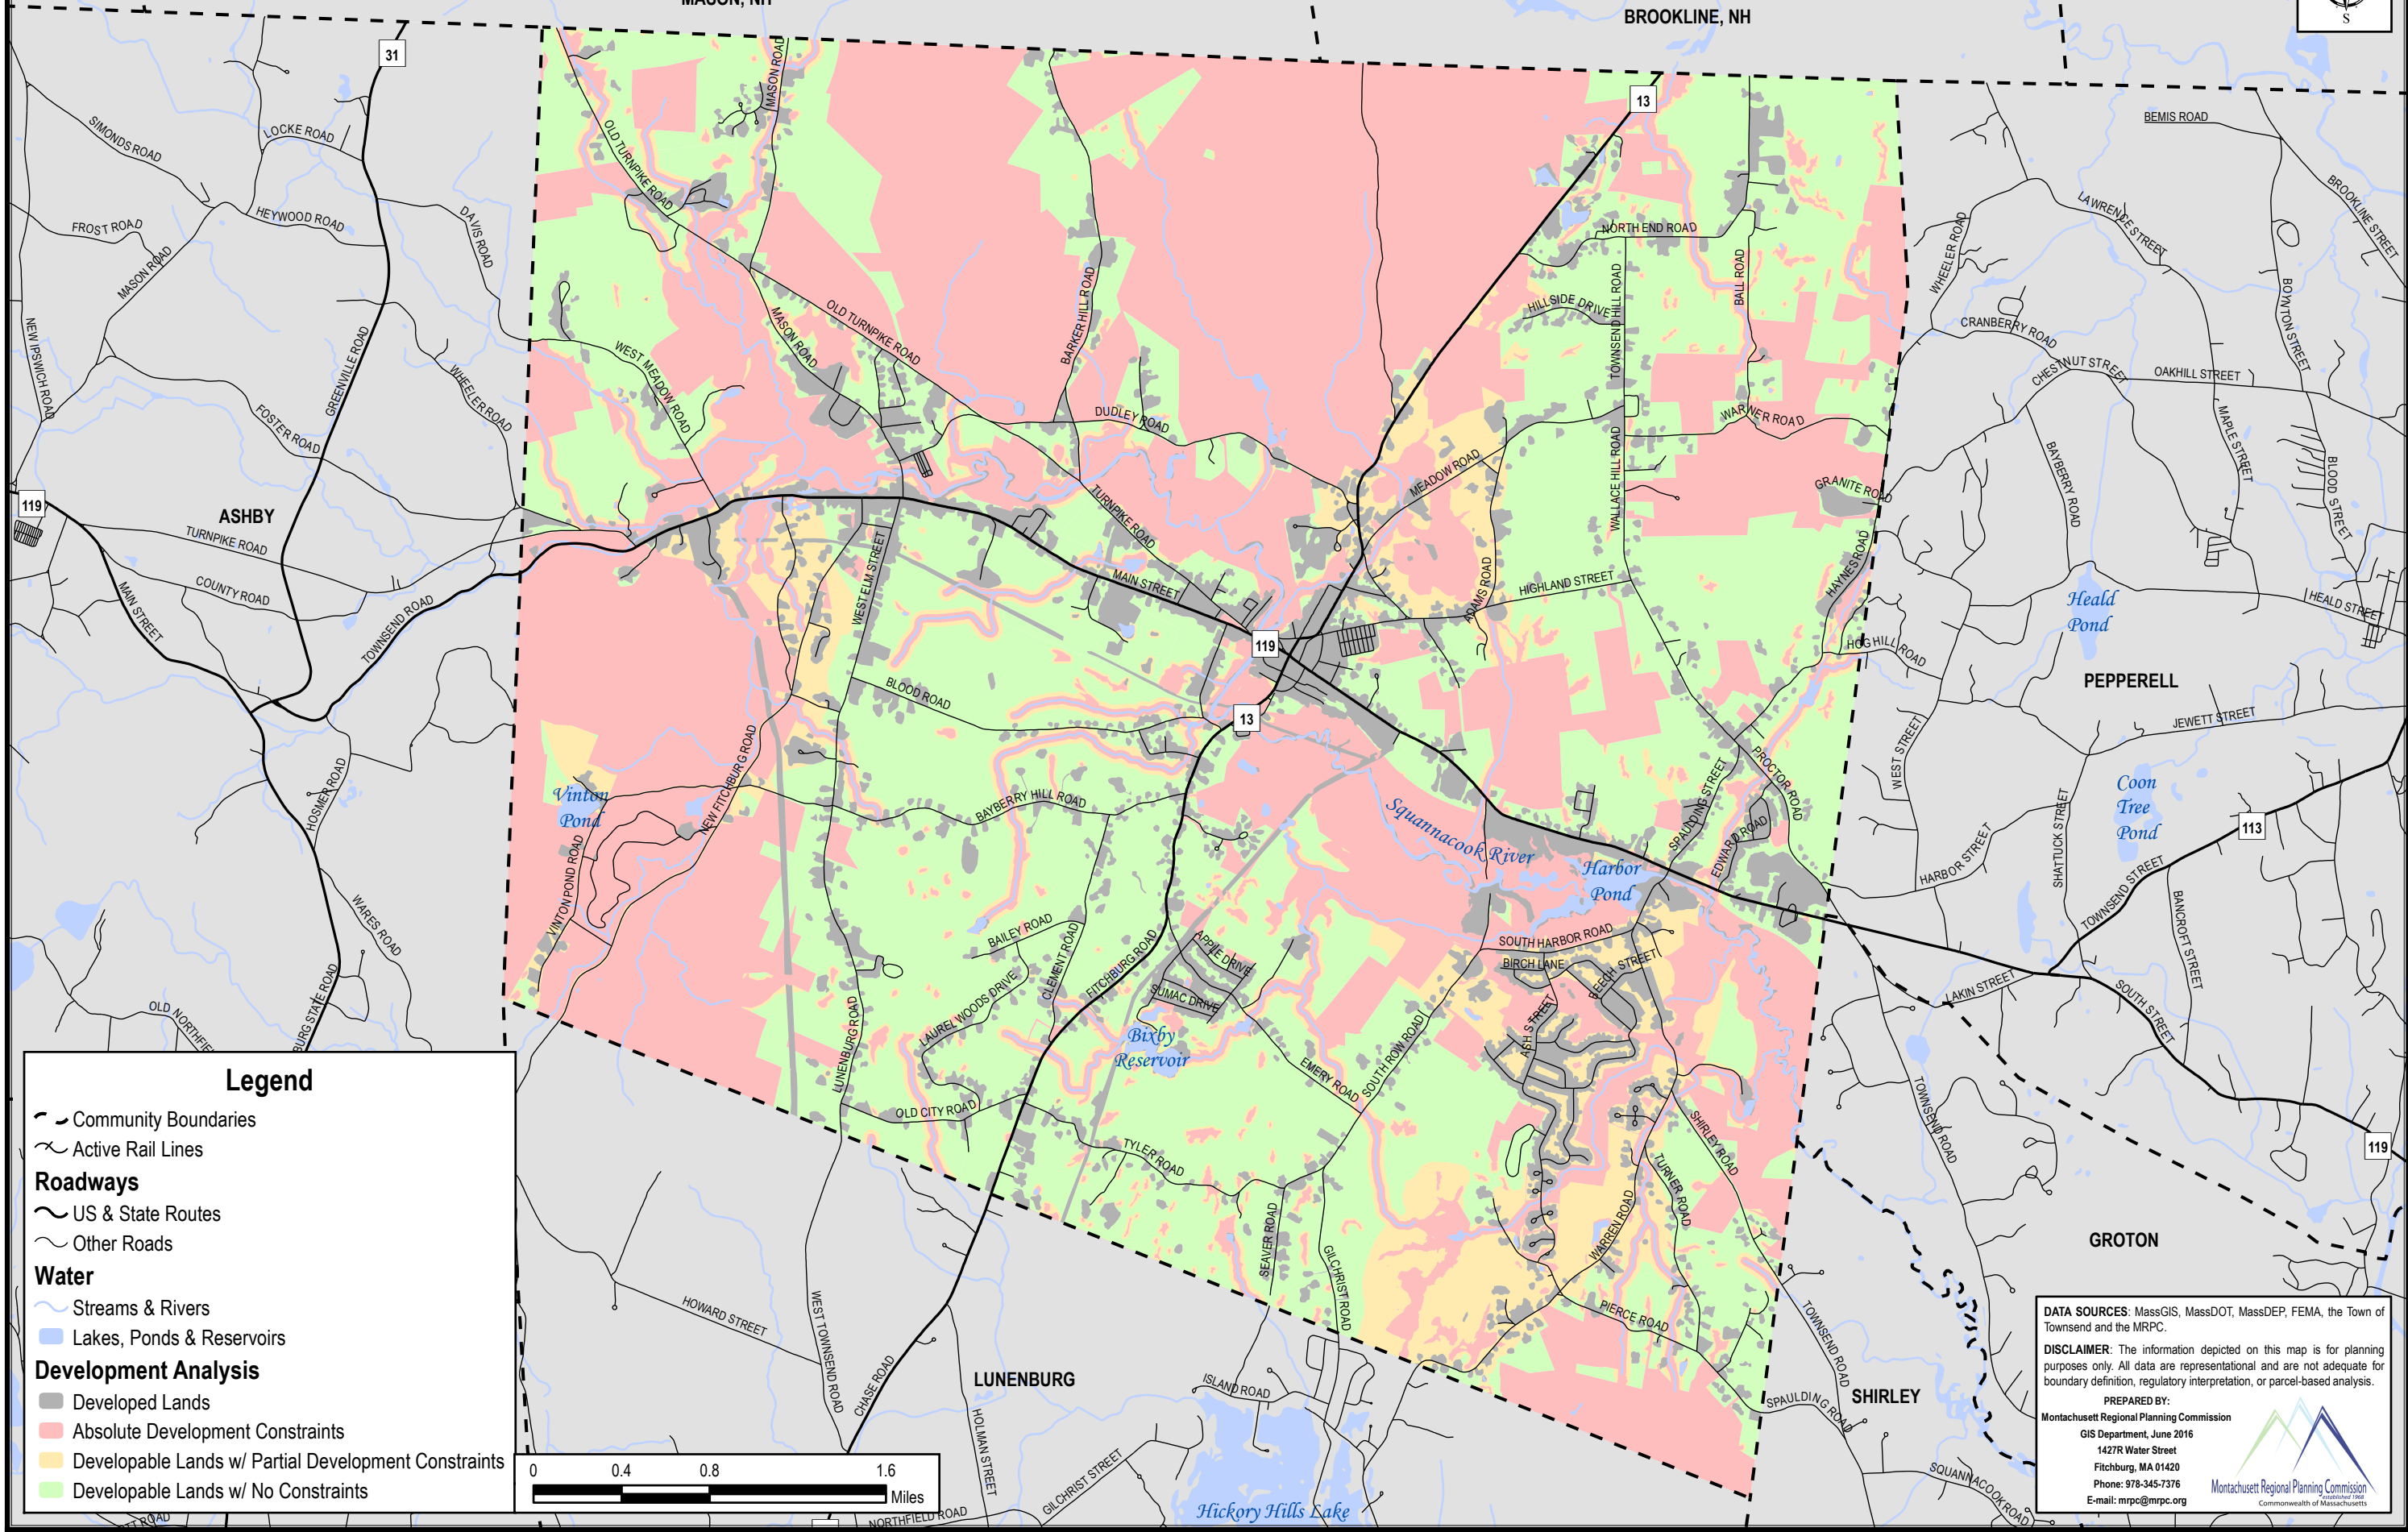 MASON, NH
BROOKLINE, NH
S
31
13
MASON ROAD
BEMIS ROAD
SIMONDS ROAD
LOCKE ROAD
OLD TURNPIKE ROAD
BROOKLINE STREET
FROST ROAD
HEYWOOD ROAD
DAVIS ROAD
LAWRENCE STREET
WHEELER ROAD
NORTH END ROAD
MASON ROAD
BALL ROAD
TOWNSEND HILL ROAD
BOYNTON STREET
HILLSIDE DRIVE
BARKER HILL ROAD
OLD TURNPIKE ROAD
MASON ROAD
NEW IPSWICH ROAD
GREENVILLE ROAD
CRANBERRY ROAD
WEST MEADOW ROAD
WHEELER ROAD
CHESTNUT STREET
OAKHILL STREET
FOSTER ROAD
DUDLEY ROAD
WARNER ROAD
MAPLE STREET
BAYBERRY ROAD
BLOOD STREET
MEADOW ROAD
WALLACE HILL ROAD
GRANITE ROAD
119
ASHBY
TURNPIKE ROAD
TURNPIKE ROAD
COUNTY ROAD
MAIN STREET
MAIN STREET
WEST ELM STREET
ADAMS ROAD
HIGHLAND STREET
HAYNES ROAD
Heald
Pond
HEALD STREET
TOWNSEND ROAD
119
HOG HILL ROAD
PEPPERELL
BLOOD ROAD
13
JEWETT STREET
WEST STREET
NEW FITCHBURG ROAD
PROCTOR ROAD
SPAULDING STREET
HOSMER ROAD
Vinton
Pond
BAYBERRY HILL ROAD
Squannacook River
EDWARD ROAD
Coon
Tree
Pond
113
SHATTUCK STREET
HARBOR STREET
Harbor
Pond
VINTON POND ROAD
WARES ROAD
TOWNSEND STREET
BANCROFT STREET
BAILEY ROAD
CLEMENT ROAD
FITCHBURG ROAD
APPLE DRIVE
SOUTH HARBOR ROAD
BIRCH LANE
BEECH STREET
SUMAC DRIVE
LAUREL WOODS DRIVE
LAKIN STREET
SOUTH STREET
LUNENBURG ROAD
Bixby
Reservoir
ASH STREET
SOUTH ROW ROAD
EMERY ROAD
OLD CITY ROAD
TOWNSEND ROAD
SHIRLEY ROAD
TYLER ROAD
TURNER ROAD
119
SEAVER ROAD
WARREN ROAD
GILCHRIST ROAD
GROTON
PIERCE ROAD
HOWARD STREET
WEST TOWNSEND ROAD
CHASE ROAD
LUNENBURG
ISLAND ROAD
TOWNSEND ROAD
SHIRLEY
SPAULDING ROAD
HOLMAN STREET
GILCHRIST STREET
SQUANNACOOK ROAD
Hickory Hills Lake
NORTHFIELD ROAD
Legend
Community Boundaries
Active Rail Lines
Roadways
US & State Routes
Other Roads
Water
Streams & Rivers
Lakes, Ponds & Reservoirs
Development Analysis
Developed Lands
Absolute Development Constraints
Developable Lands w/ Partial Development Constraints
Developable Lands w/ No Constraints
0 0.4 0.8 1.6
Miles
DATA SOURCES: MassGIS, MassDOT, MassDEP, FEMA, the Town of
Townsend and the MRPC.
DISCLAIMER: The information depicted on this map is for planning
purposes only. All data are representational and are not adequate for
boundary definition, regulatory interpretation, or parcel-based analysis.
PREPARED BY:
Montachusett Regional Planning Commission
GIS Department, June 2016
1427R Water Street
Fitchburg, MA 01420
Phone: 978-345-7376
E-mail: mrpc@mrpc.org
Montachusett Regional Planning Commission
established 1968
Commonwealth of Massachusetts